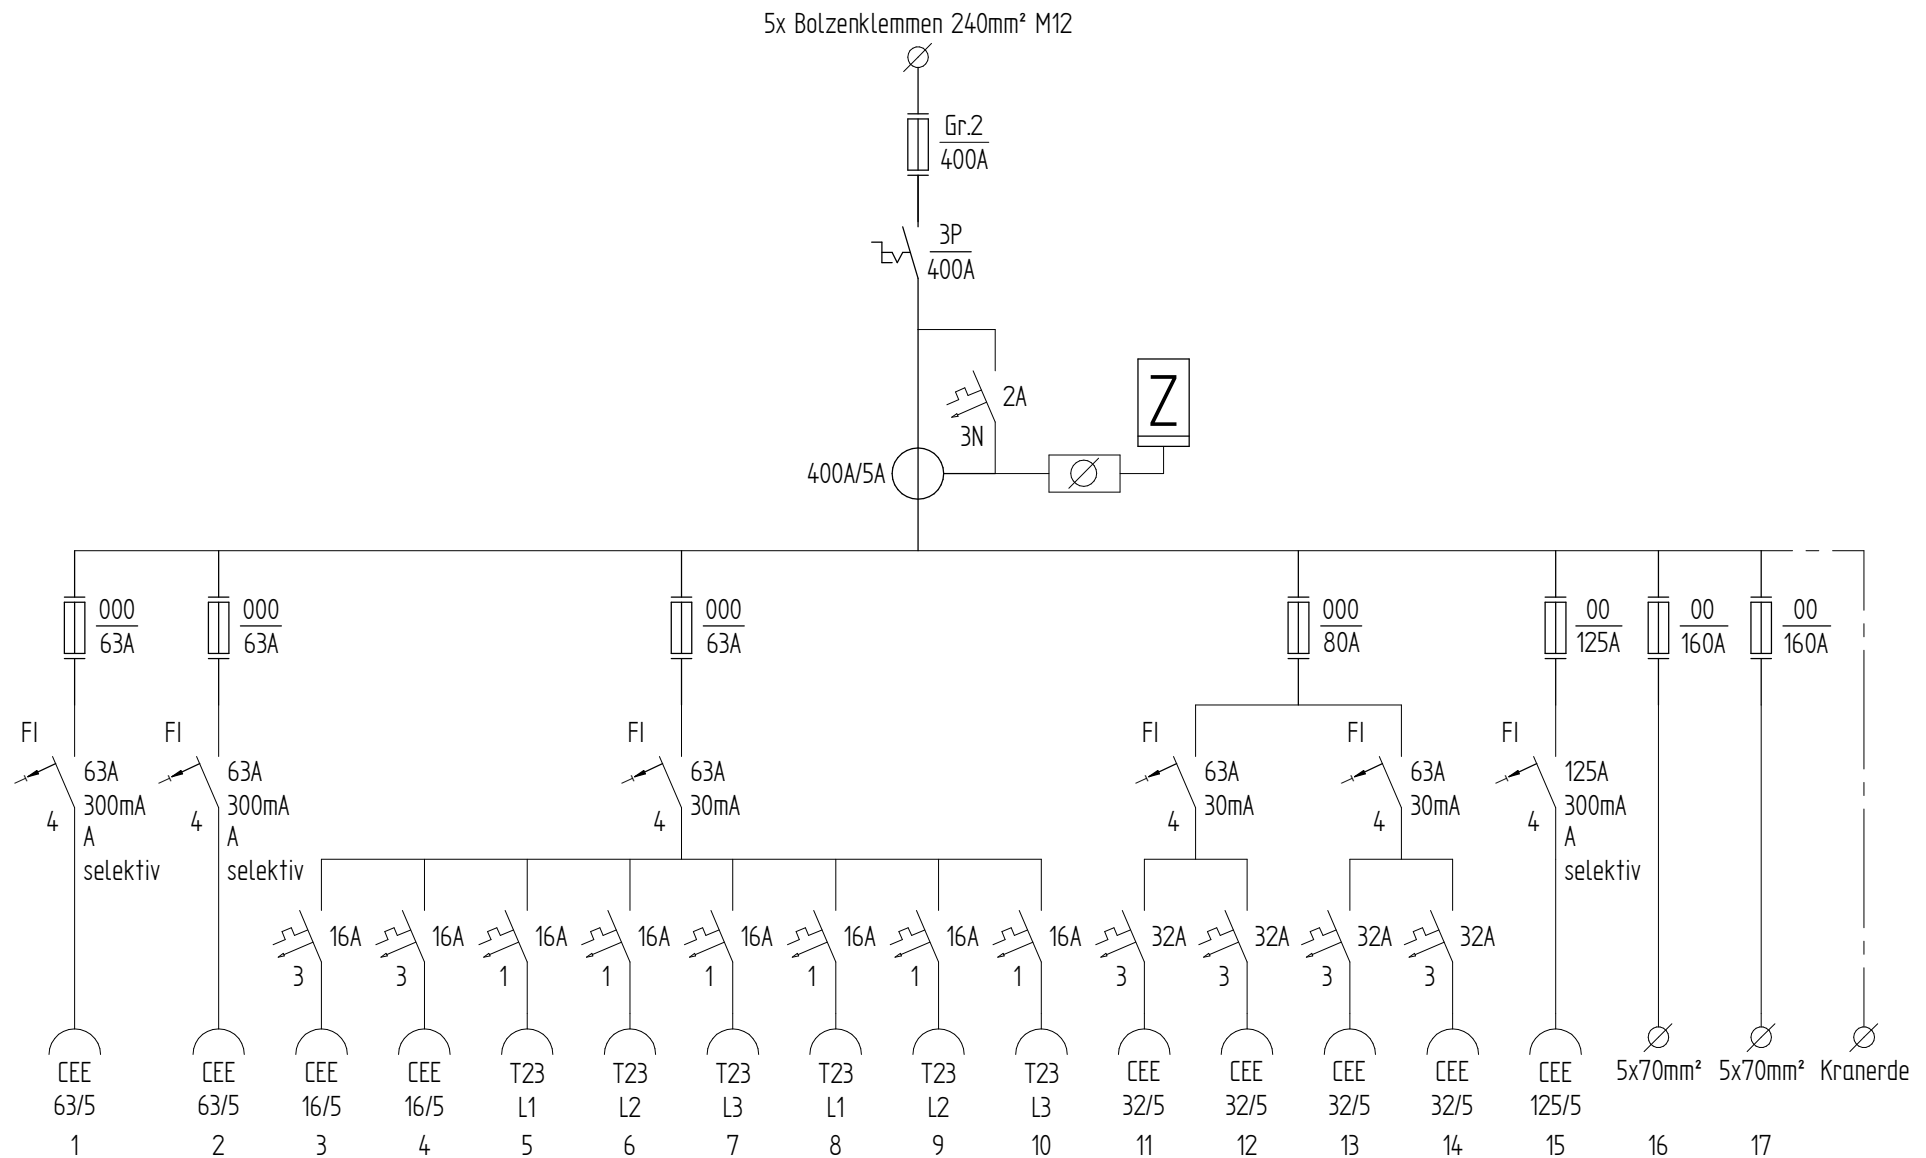 5x Bolzenklemmen 240mm² M12
Gr.2
400A
3P
400A
2A
3N
Z
400A/5A
000
63A
000
63A
000
63A
000
80A
00
125A
00
160A
00
160A
FI
63A
300mA
A
selektiv
4
FI
63A
300mA
A
selektiv
4
FI
63A
30mA
4
FI
63A
30mA
4
FI
63A
30mA
4
FI
125A
300mA
A
selektiv
4
16A
3
16A
3
16A
1
16A
1
16A
1
16A
1
16A
1
16A
1
32A
3
32A
3
32A
3
32A
3
CEE
63/5
1
CEE
63/5
2
CEE
16/5
3
CEE
16/5
4
T23
L1
5
T23
L2
6
T23
L3
7
T23
L1
8
T23
L2
9
T23
L3
10
CEE
32/5
11
CEE
32/5
12
CEE
32/5
13
CEE
32/5
14
CEE
125/5
15
5x70mm²
16
5x70mm²
17
Kranerde